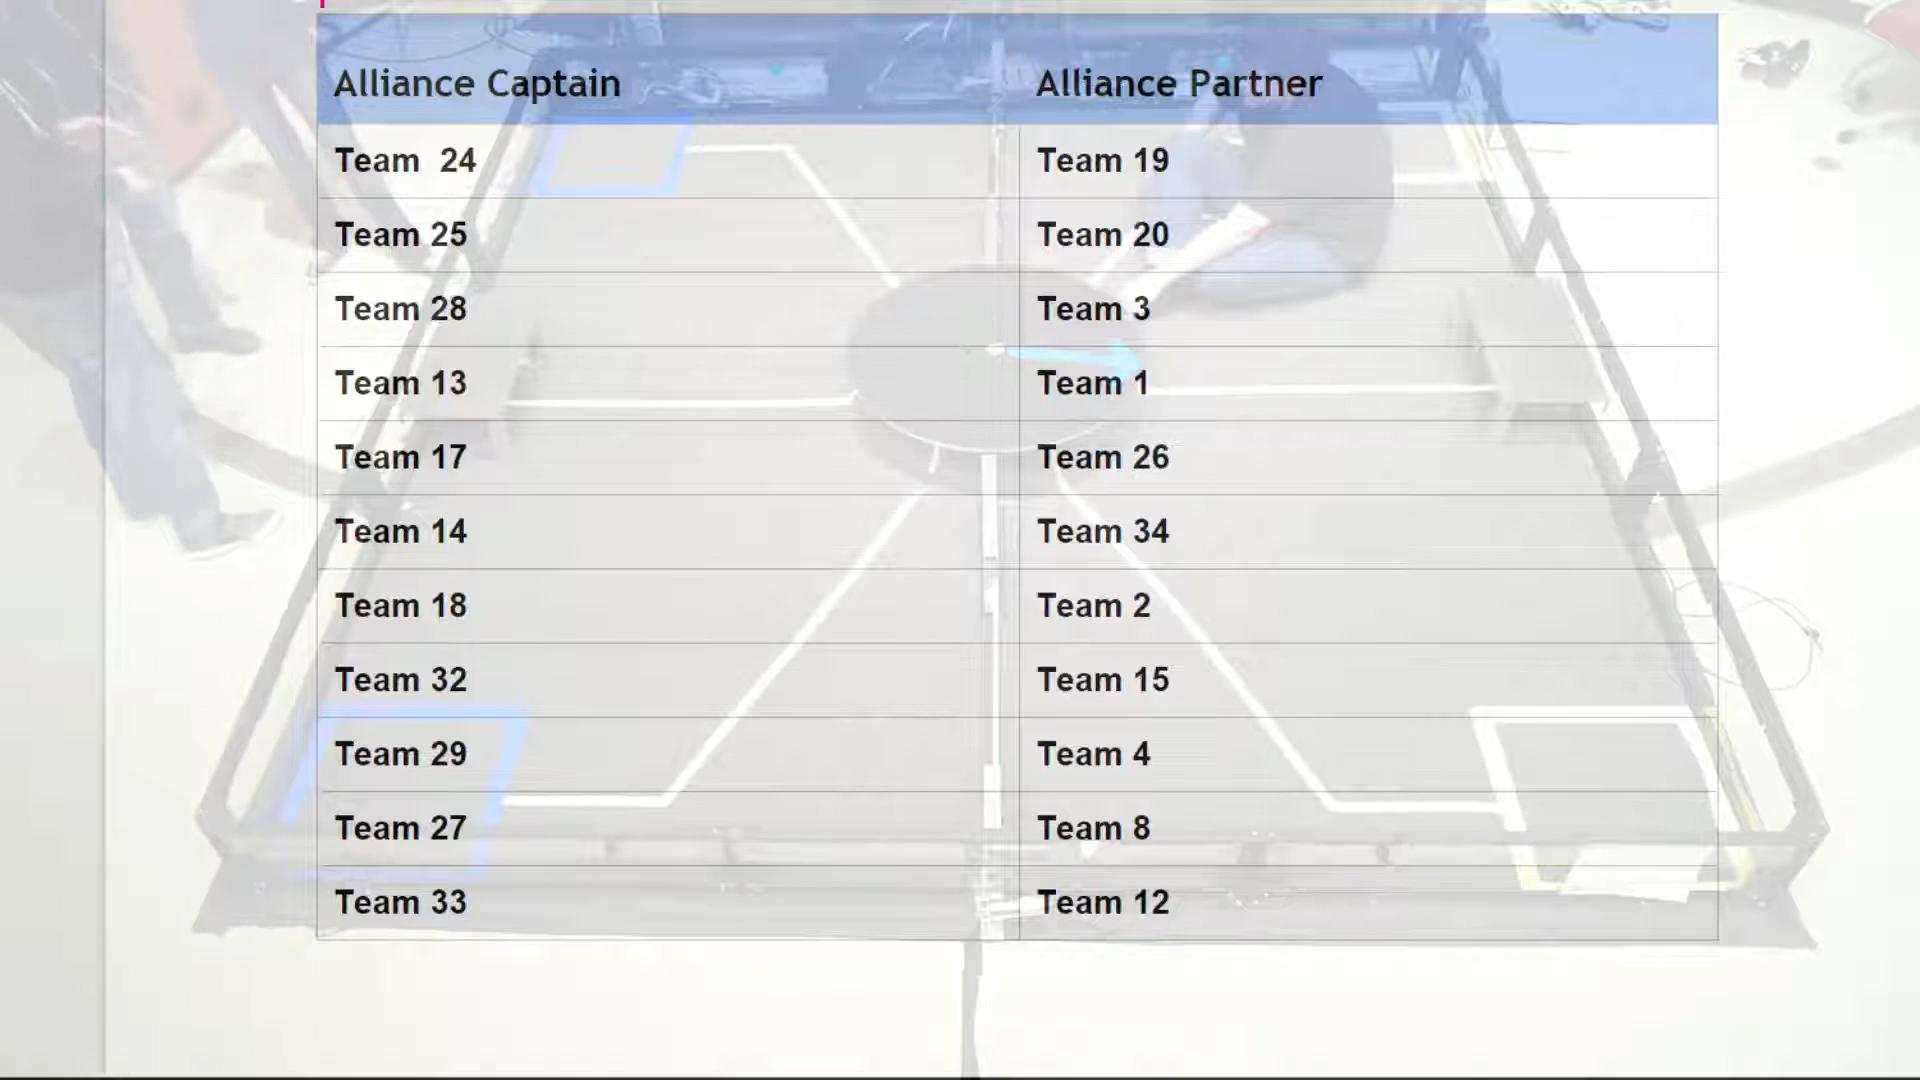 Alliance Captain Alliance Partner
Team 24 Team 19
Team 25 Team 20
Team 28 Team 3
Team 13 Team 1
Team 17 Team 26
Team 14 Team 34
Team 18 Team 2
Team 32 Team 15
Team 29 Team 4
Team 27 Team 8
Team 33 Team 12